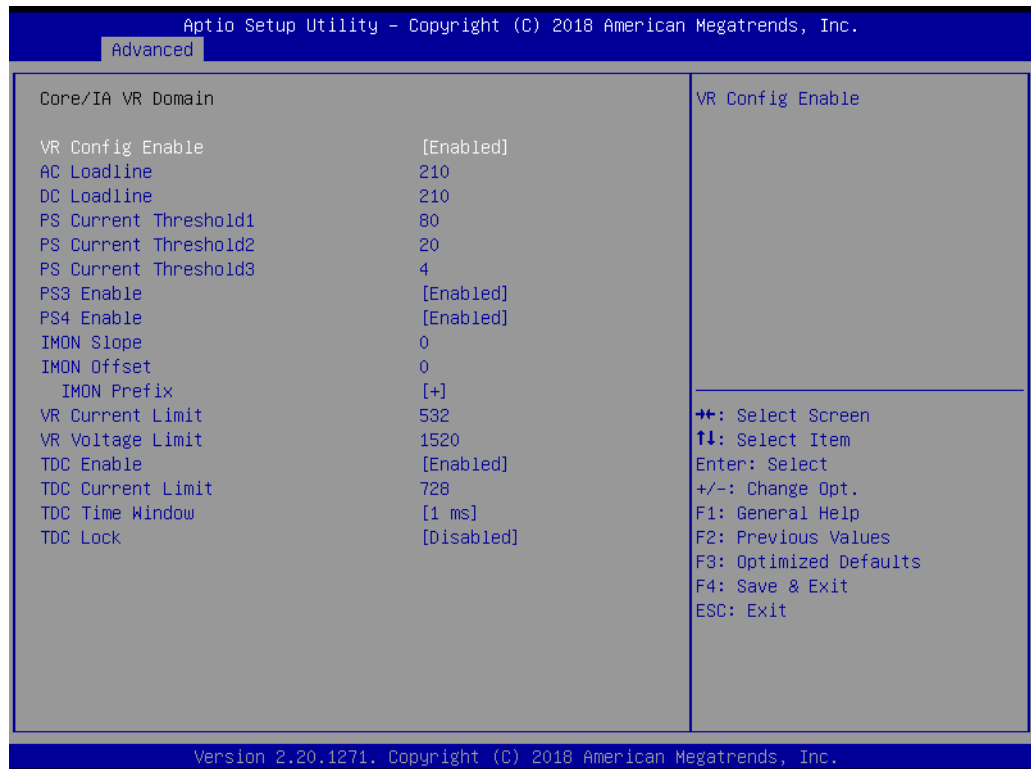 Aptio Setup Utility – Copyright (C) 2018 American Megatrends, Inc.
Advanced
Core/IA VR Domain
VR Config Enable [Enabled]
AC Loadline 210
DC Loadline 210
PS Current Threshold1 80
PS Current Threshold2 20
PS Current Threshold3 4
PS3 Enable [Enabled]
PS4 Enable [Enabled]
IMON Slope 0
IMON Offset 0
IMON Prefix [+]
VR Current Limit 532
VR Voltage Limit 1520
TDC Enable [Enabled]
TDC Current Limit 728
TDC Time Window [1 ms]
TDC Lock [Disabled]
VR Config Enable
→←: Select Screen
↑↓: Select Item
Enter: Select
+/-: Change Opt.
F1: General Help
F2: Previous Values
F3: Optimized Defaults
F4: Save & Exit
ESC: Exit
Version 2.20.1271. Copyright (C) 2018 American Megatrends, Inc.